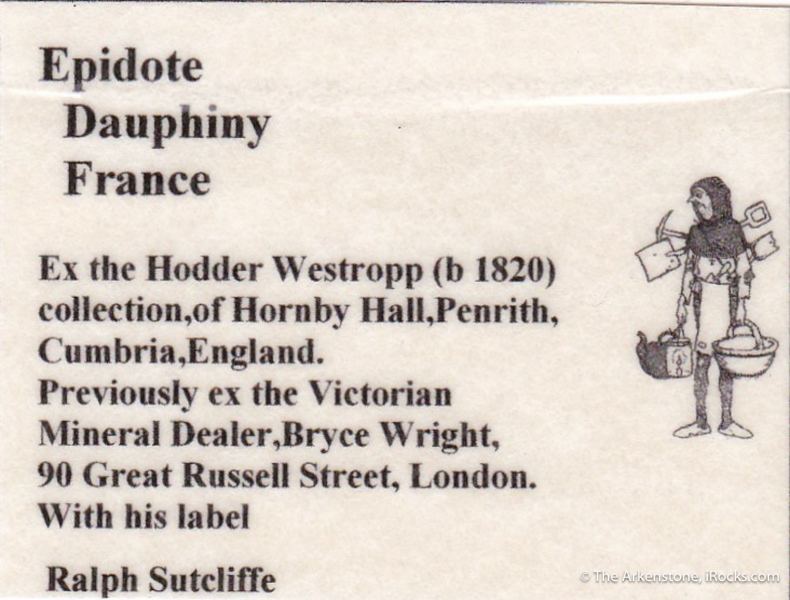 Epidote
Dauphiny
France
Ex the Hodder Westropp (b 1820)
collection,of Hornby Hall,Penrith,
Cumbria,England.
Previously ex the Victorian
Mineral Dealer,Bryce Wright,
90 Great Russell Street, London.
With his label
Ralph Sutcliffe
© The Arkenstone, iRocks.com